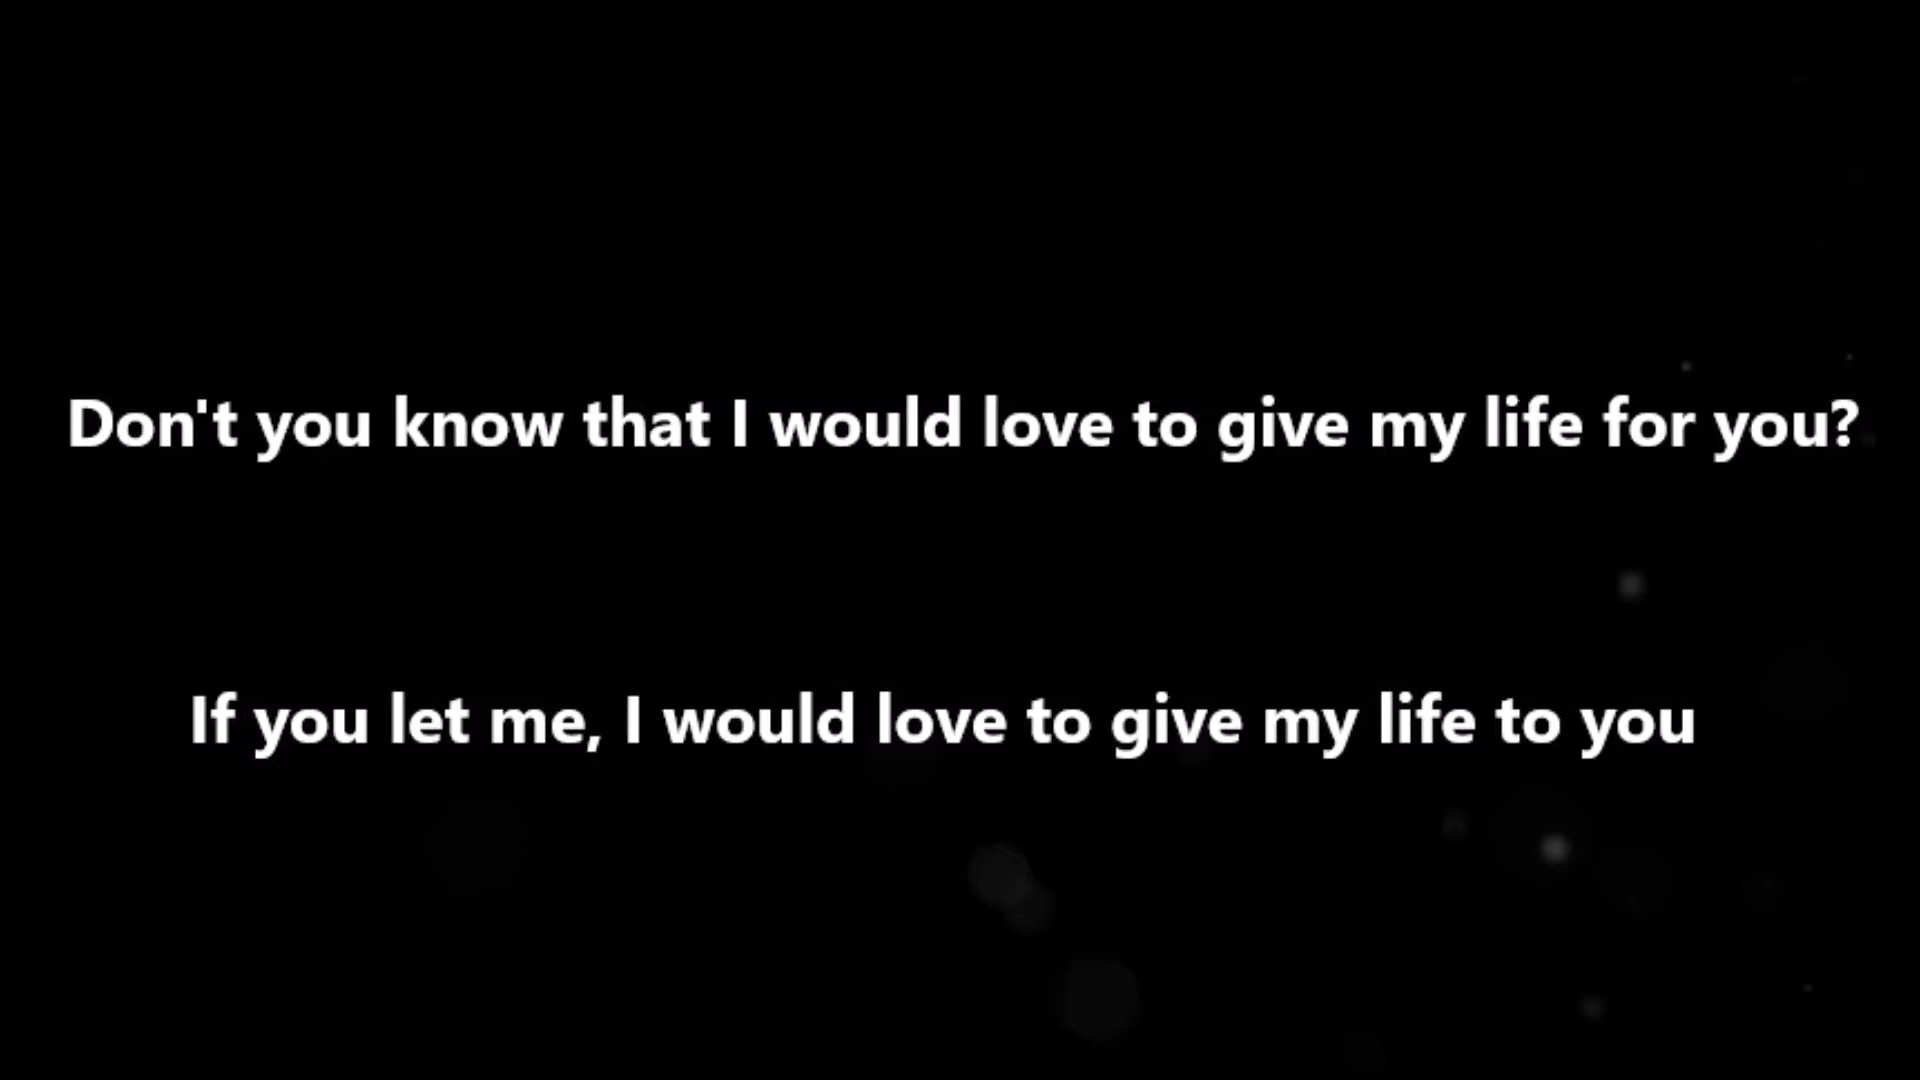 Don't you know that I would love to give my life for you?
If you let me, I would love to give my life to you